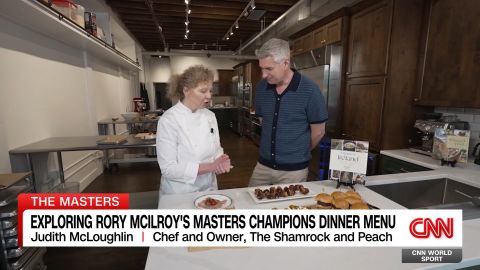 Ireland
THE MASTERS
EXPLORING RORY MCILROY'S MASTERS CHAMPIONS DINNER MENU
Judith McLoughlin | Chef and Owner, The Shamrock and Peach
CNN
CNN WORLD
SPORT